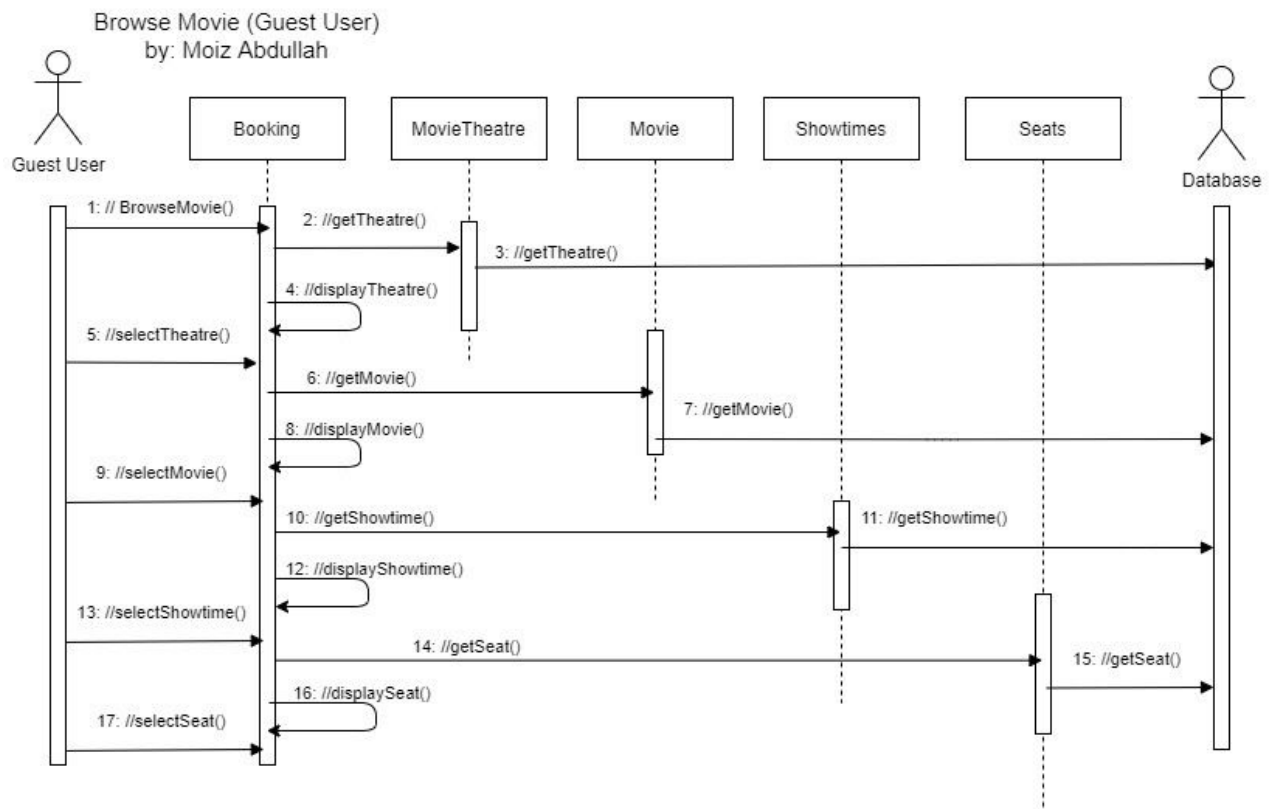 Browse Movie (Guest User)
by: Moiz Abdullah
Guest User
Booking
MovieTheatre
Movie
Showtimes
Seats
Database
1: // BrowseMovie()
2: //getTheatre()
3: //getTheatre()
4: //displayTheatre()
5: //selectTheatre()
6: //getMovie()
7: //getMovie()
8: //displayMovie()
9: //selectMovie()
10: //getShowtime()
11: //getShowtime()
12: //displayShowtime()
13: //selectShowtime()
14: //getSeat()
15: //getSeat()
16: //displaySeat()
17: //selectSeat()